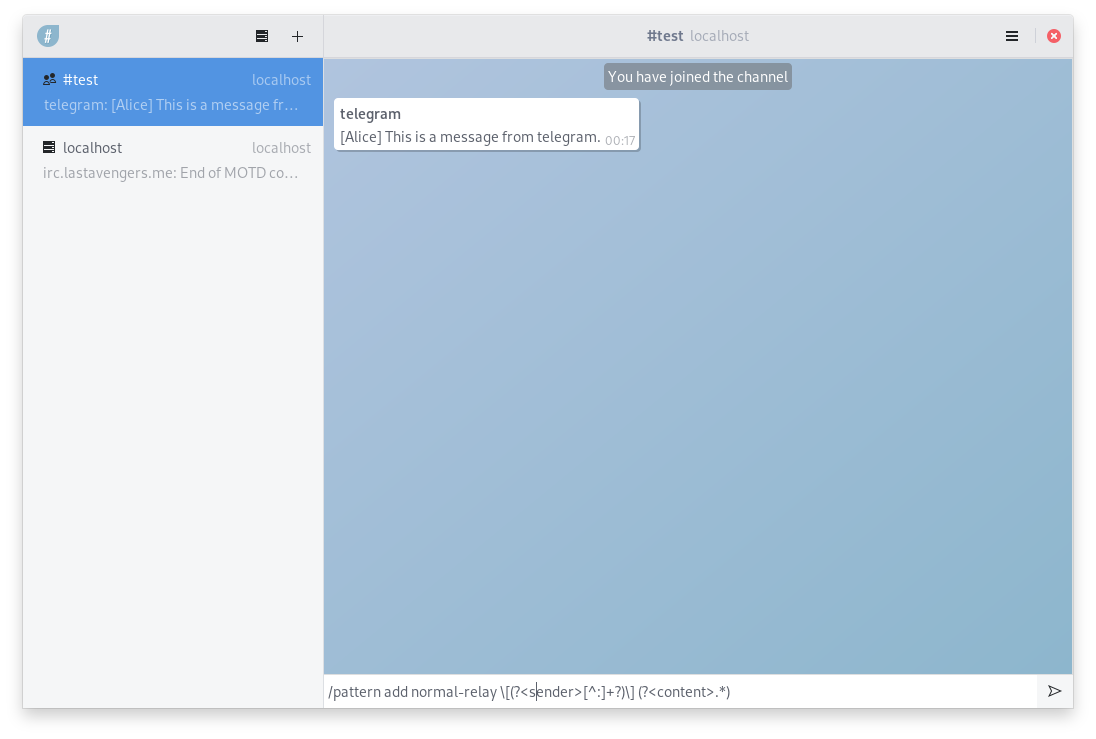 #
#test localhost
#test localhost
telegram: [Alice] This is a message fr…
localhost localhost
irc.lastavengers.me: End of MOTD co…
You have joined the channel
telegram
[Alice] This is a message from telegram. 00:17
/pattern add normal-relay \[(?<sender>[^:]+?)\] (?<content>.*)